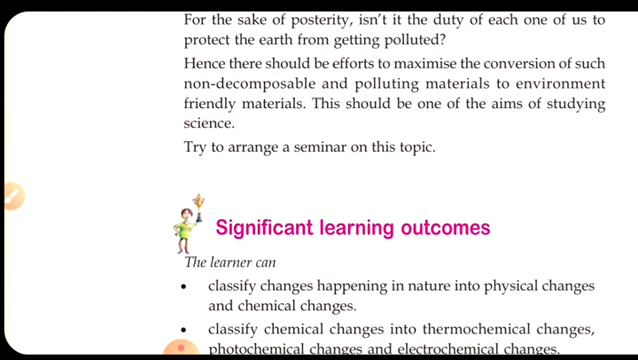 For the sake of posterity, isn't it the duty of each one of us to
protect the earth from getting polluted?
Hence there should be efforts to maximise the conversion of such
non-decomposable and polluting materials to environment
friendly materials. This should be one of the aims of studying
science.
Try to arrange a seminar on this topic.
Significant learning outcomes
The learner can
• classify changes happening in nature into physical changes
and chemical changes.
• classify chemical changes into thermochemical changes,
photochemical changes and electrochemical changes.